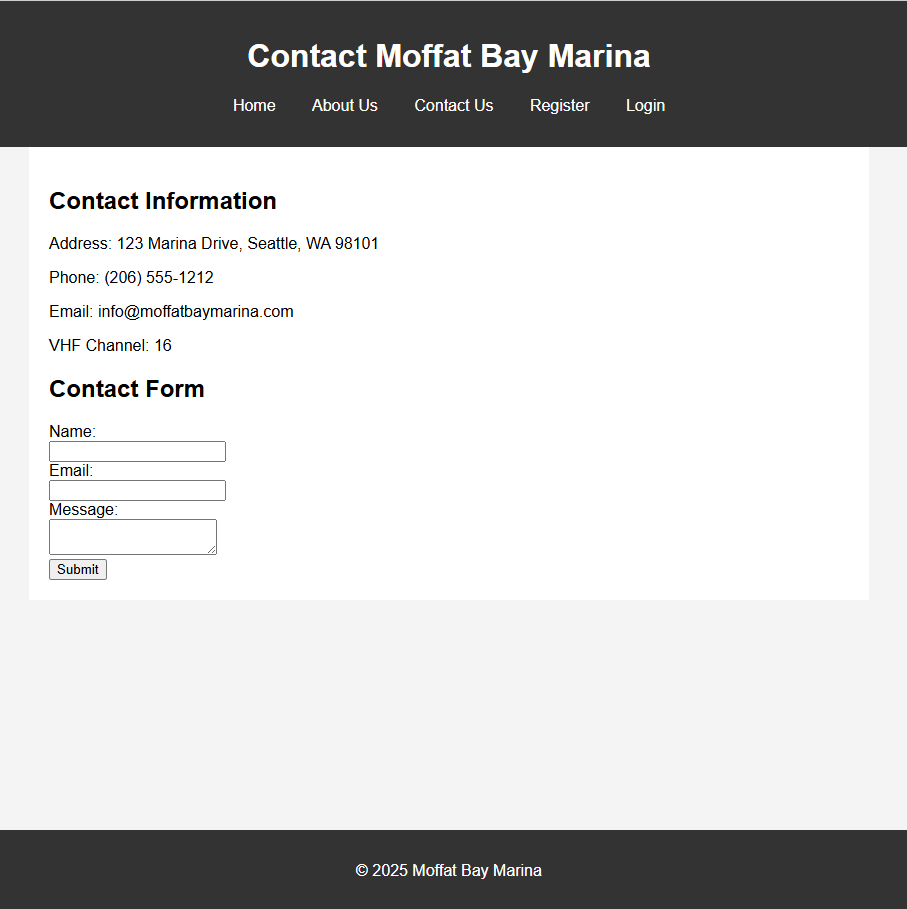 Contact Moffat Bay Marina
Home About Us Contact Us Register Login
Contact Information
Address: 123 Marina Drive, Seattle, WA 98101
Phone: (206) 555-1212
Email: info@moffatbaymarina.com
VHF Channel: 16
Contact Form
Name:
Email:
Message:
Submit
© 2025 Moffat Bay Marina